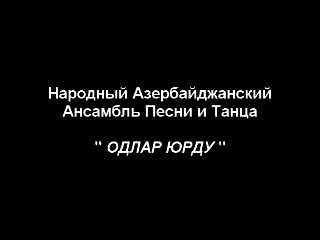 Народный Азербайджанский
Ансамбль Песни и Танца
" ОДЛАР ЮРДУ "